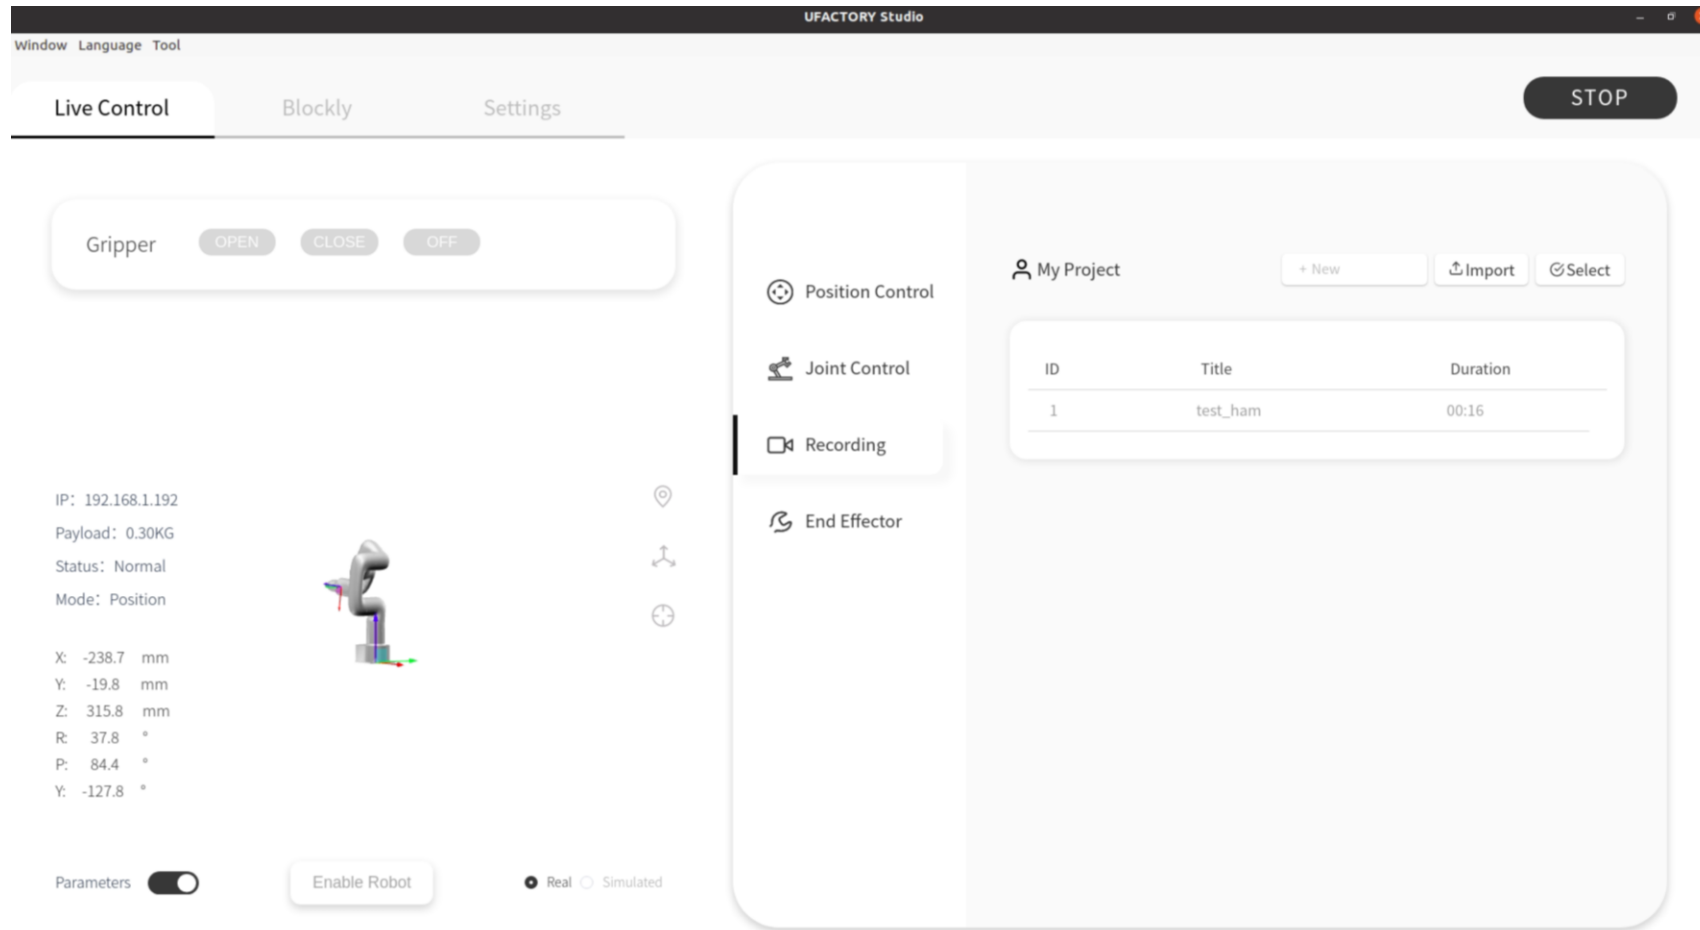 UFACTORY Studio
Window Language Tool
Live Control Blockly Settings STOP
Gripper OPEN CLOSE OFF
IP: 192.168.1.192
Payload: 0.30KG
Status: Normal
Mode: Position
X: -238.7 mm
Y: -19.8 mm
Z: 315.8 mm
R: 37.8 °
P: 84.4 °
Y: -127.8 °
Parameters Enable Robot Real Simulated
Position Control
Joint Control
Recording
End Effector
My Project + New Import Select
ID Title Duration
1 test_ham 00:16